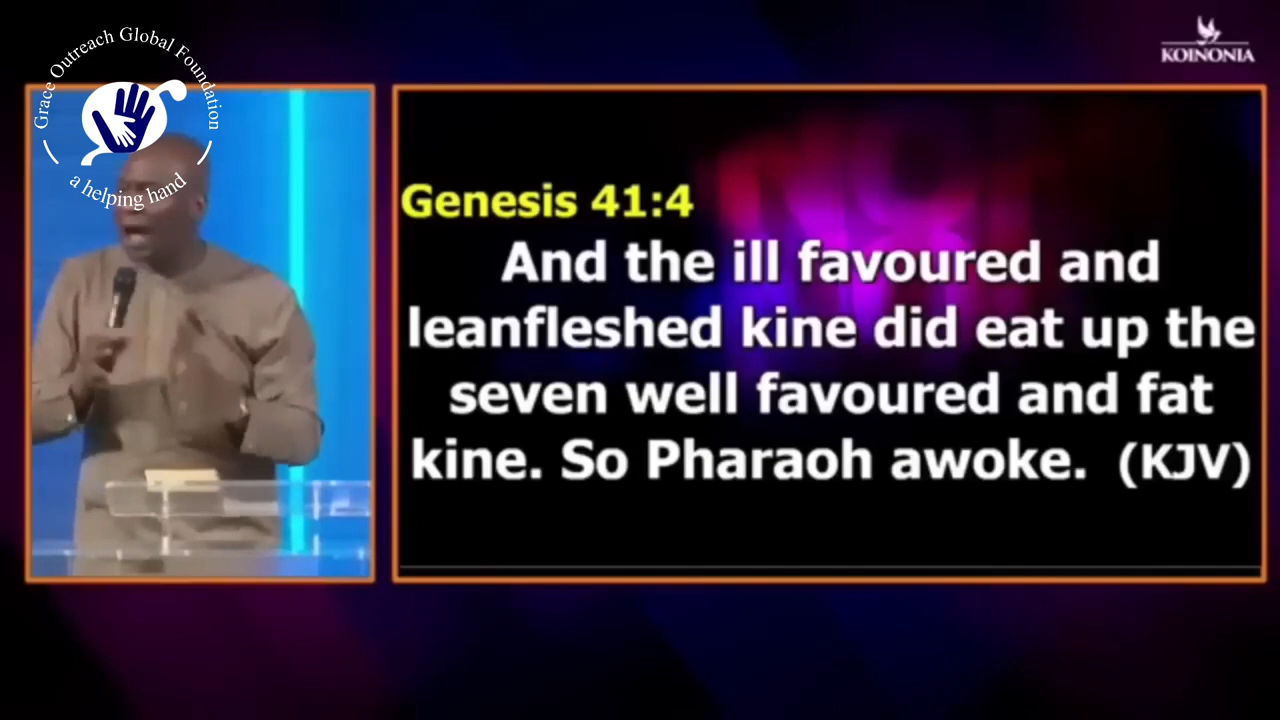 Grace Outreach Global Foundation
a helping hand
KOINONIA
Genesis 41:4
And the ill favoured and
leanfleshed kine did eat up the
seven well favoured and fat
kine. So Pharaoh awoke. (KJV)